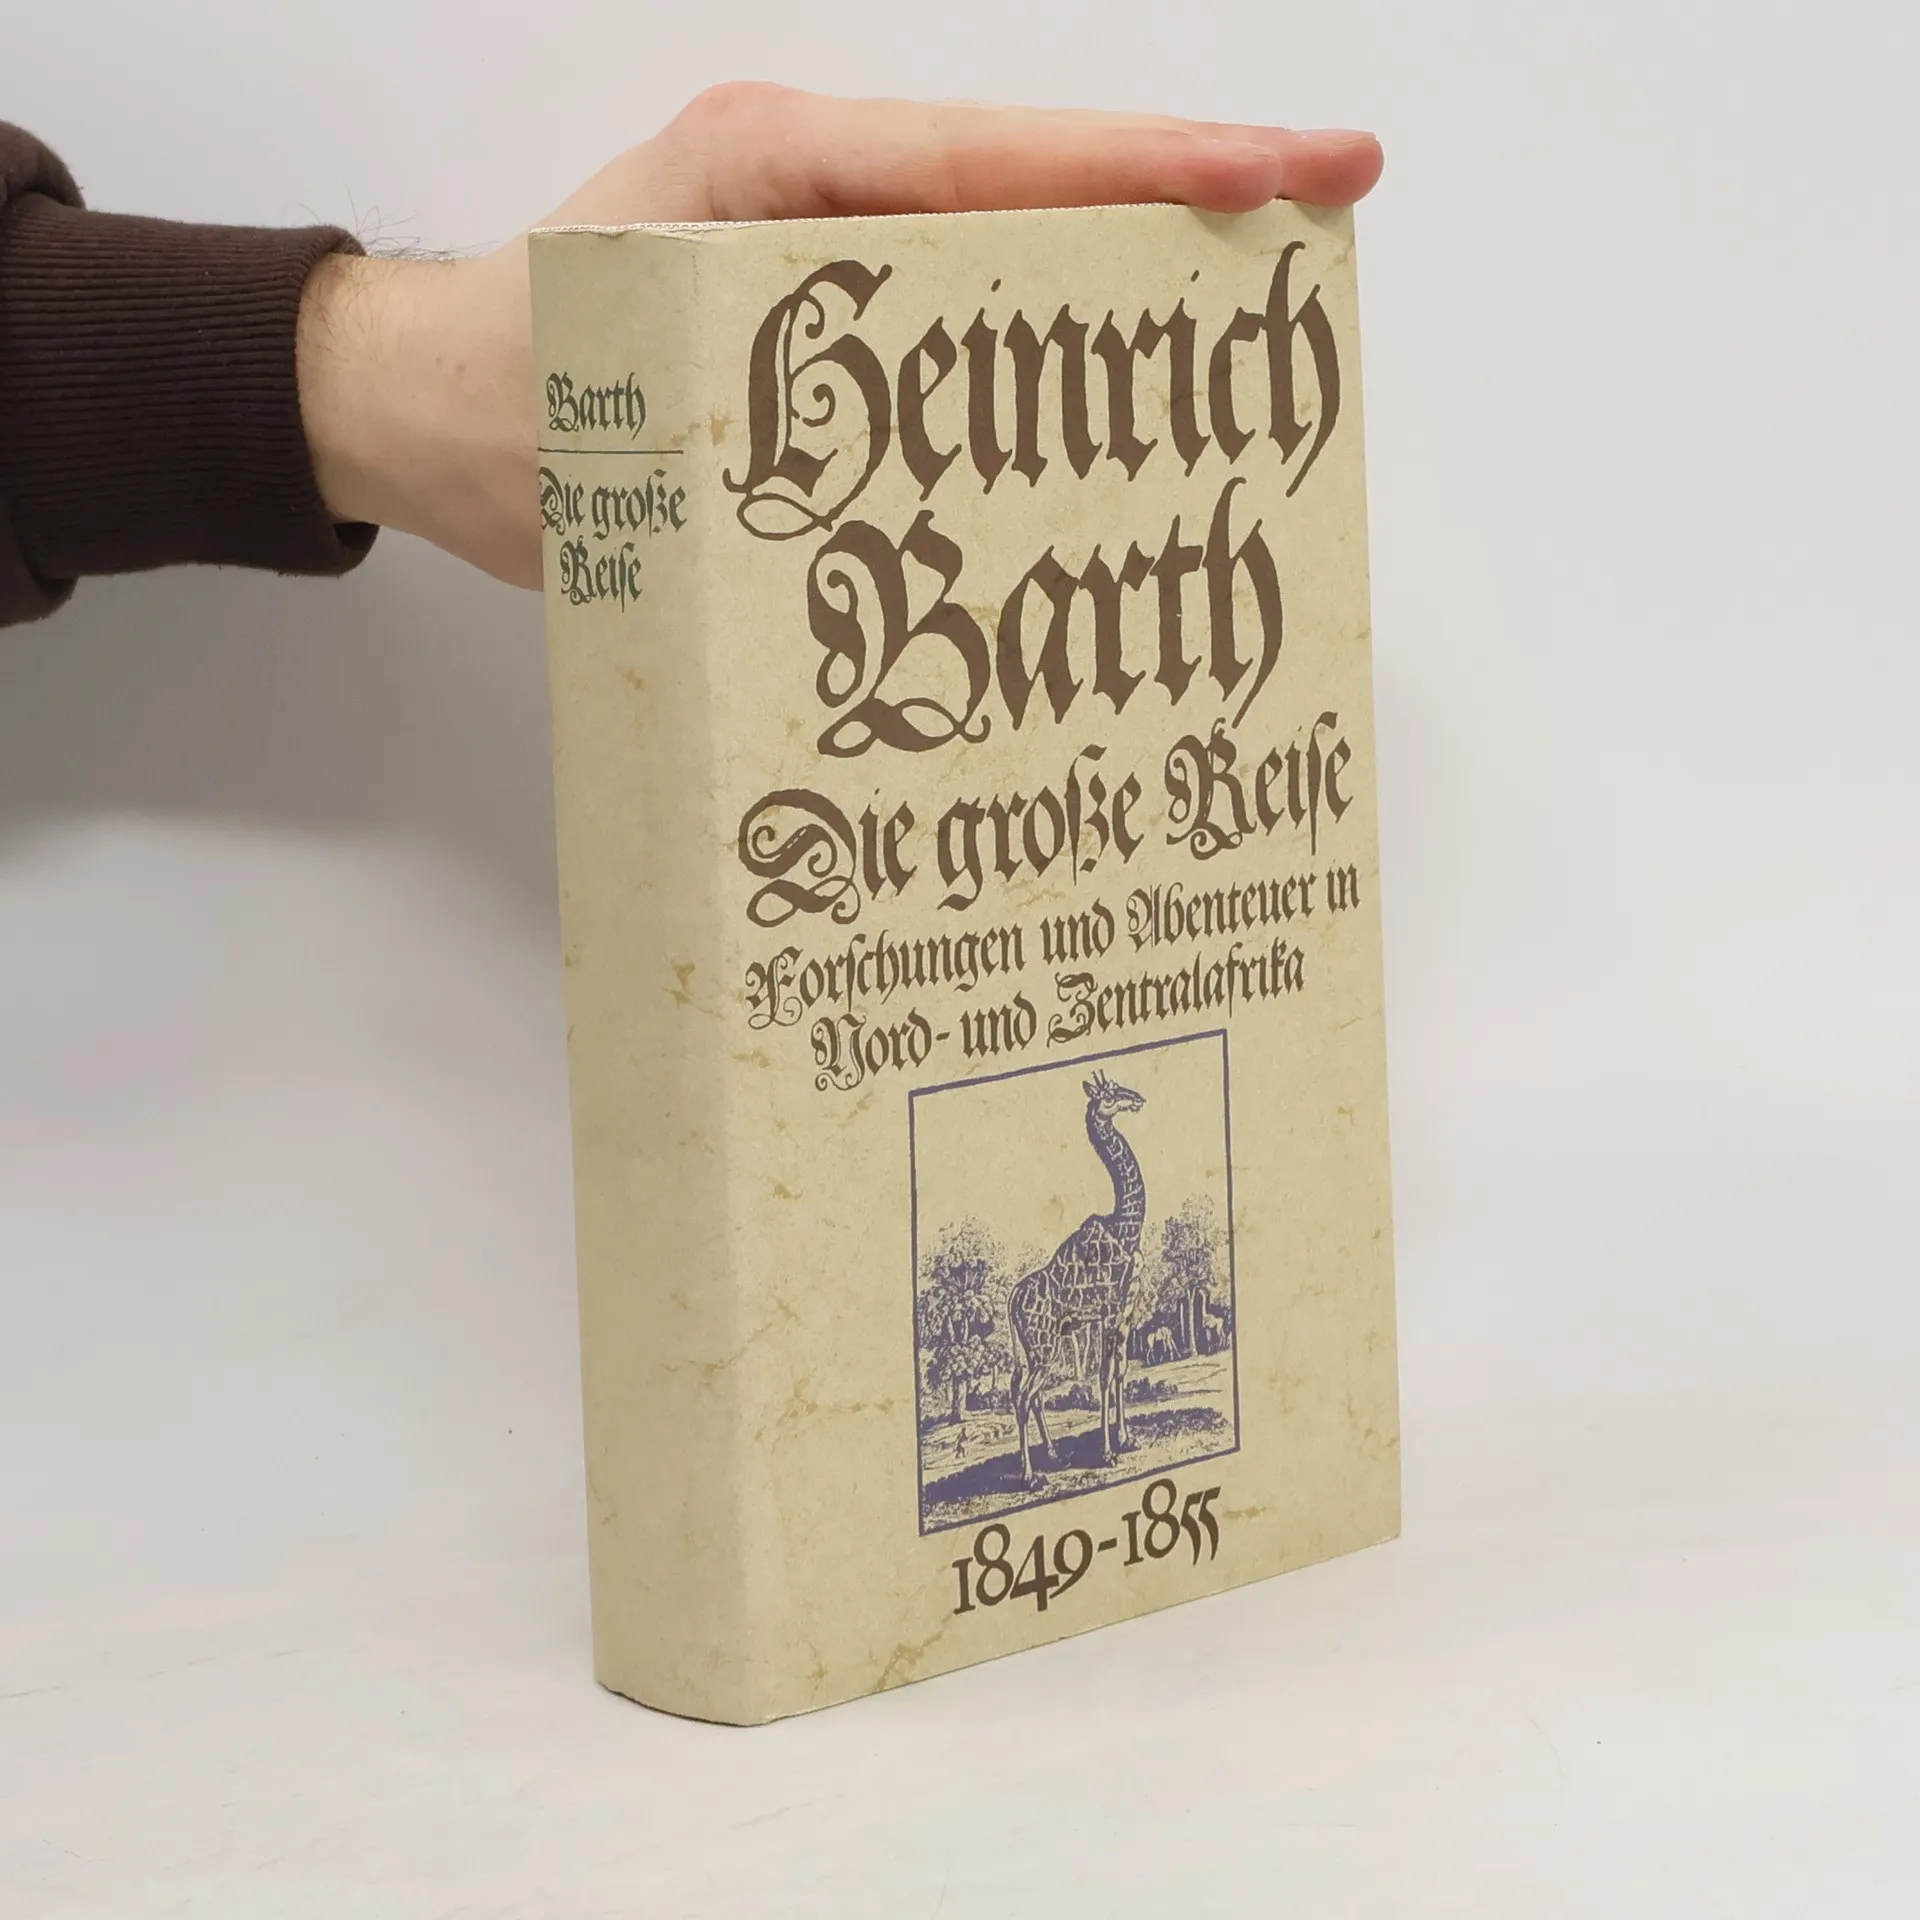 Barth
Die große
Reise
Heinrich
Barth
Die große Reise
Forschungen und Abenteuer in
Nord- und Zentralafrika
1849-1855